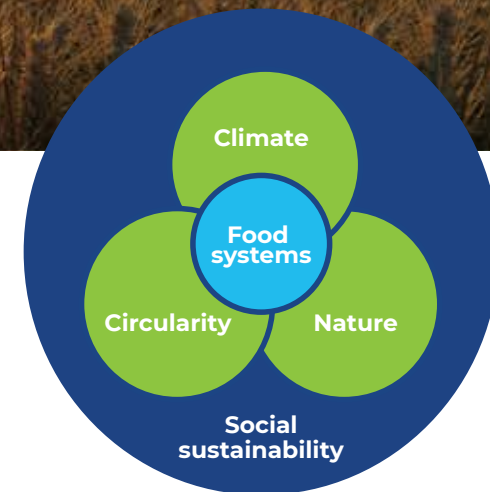 Climate
Food
systems
Circularity
Nature
Social
sustainability